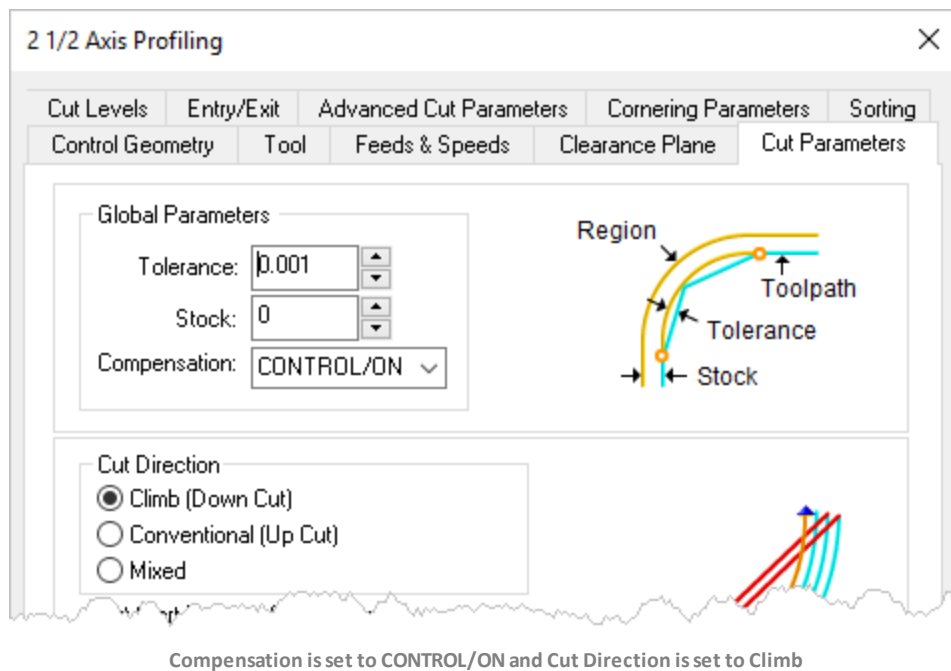 2 1/2 Axis Profiling
Cut Levels Entry/Exit Advanced Cut Parameters Cornering Parameters Sorting
Control Geometry Tool Feeds & Speeds Clearance Plane Cut Parameters
Global Parameters
Tolerance: 0.001
Stock: 0
Compensation: CONTROL/ON
Region
Toolpath
Tolerance
Stock
Cut Direction
Climb (Down Cut)
Conventional (Up Cut)
Mixed
Compensation is set to CONTROL/ON and Cut Direction is set to Climb